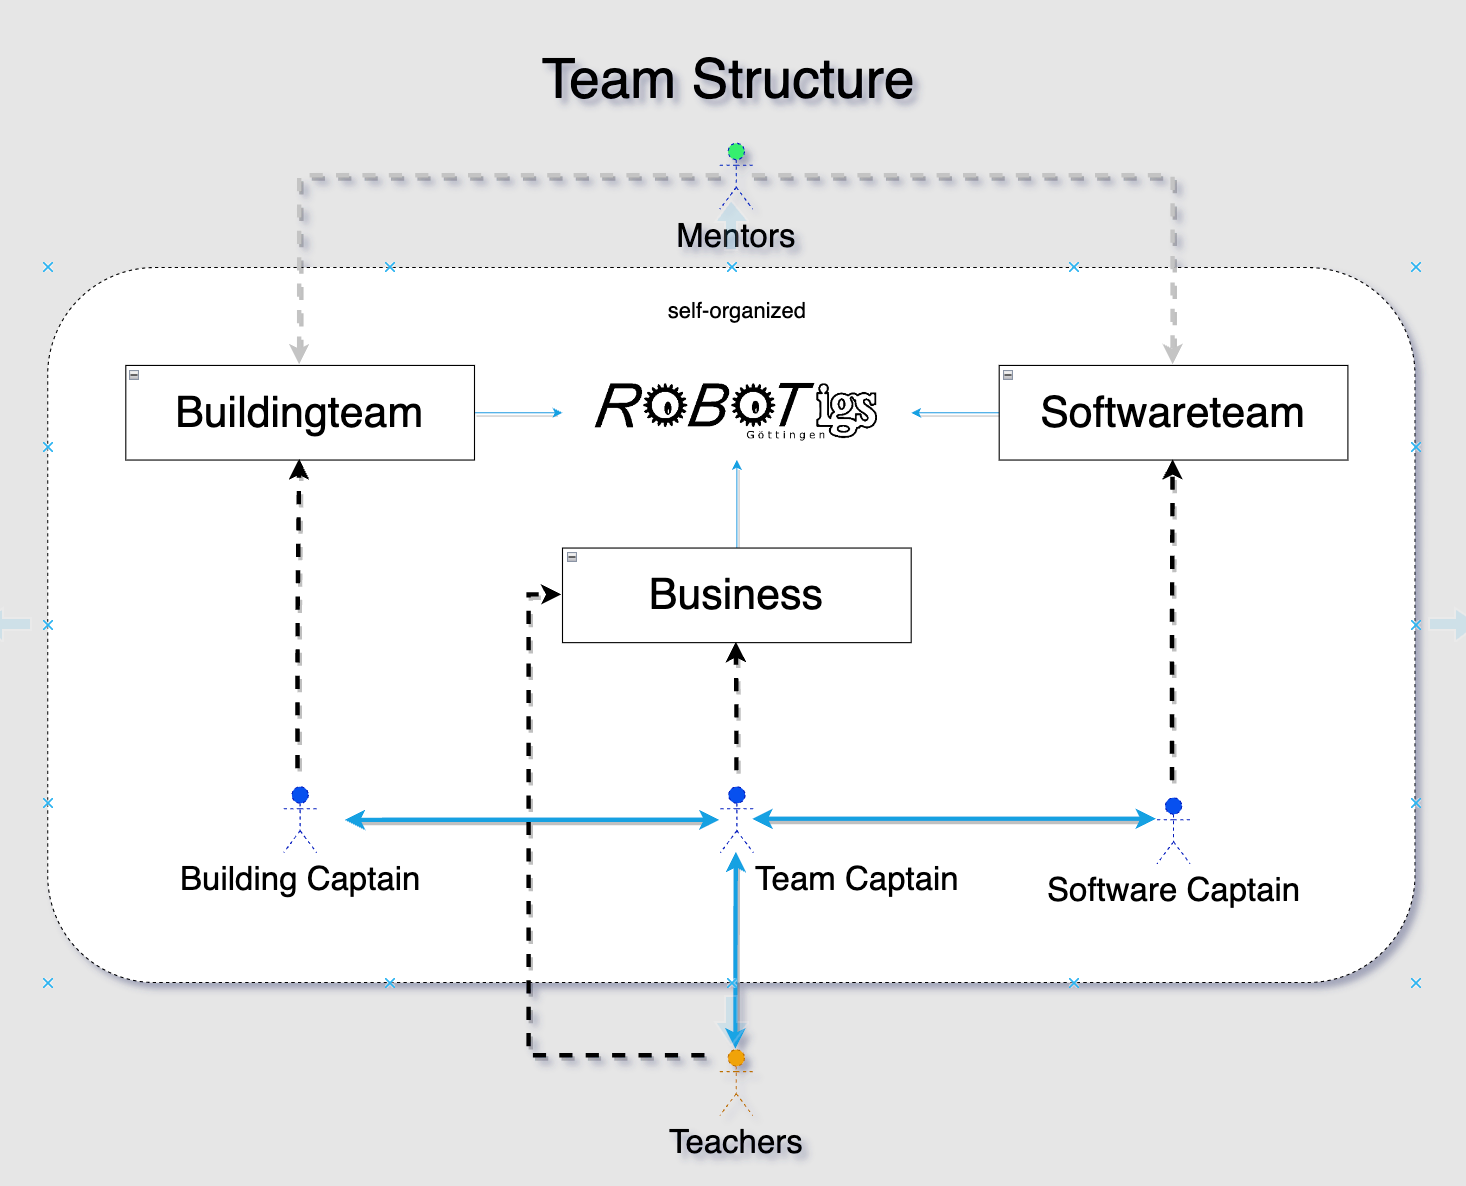 Team Structure
Mentors
self-organized
Buildingteam
ROBOTigs
Göttingen
Softwareteam
Business
Building Captain
Team Captain
Software Captain
Teachers